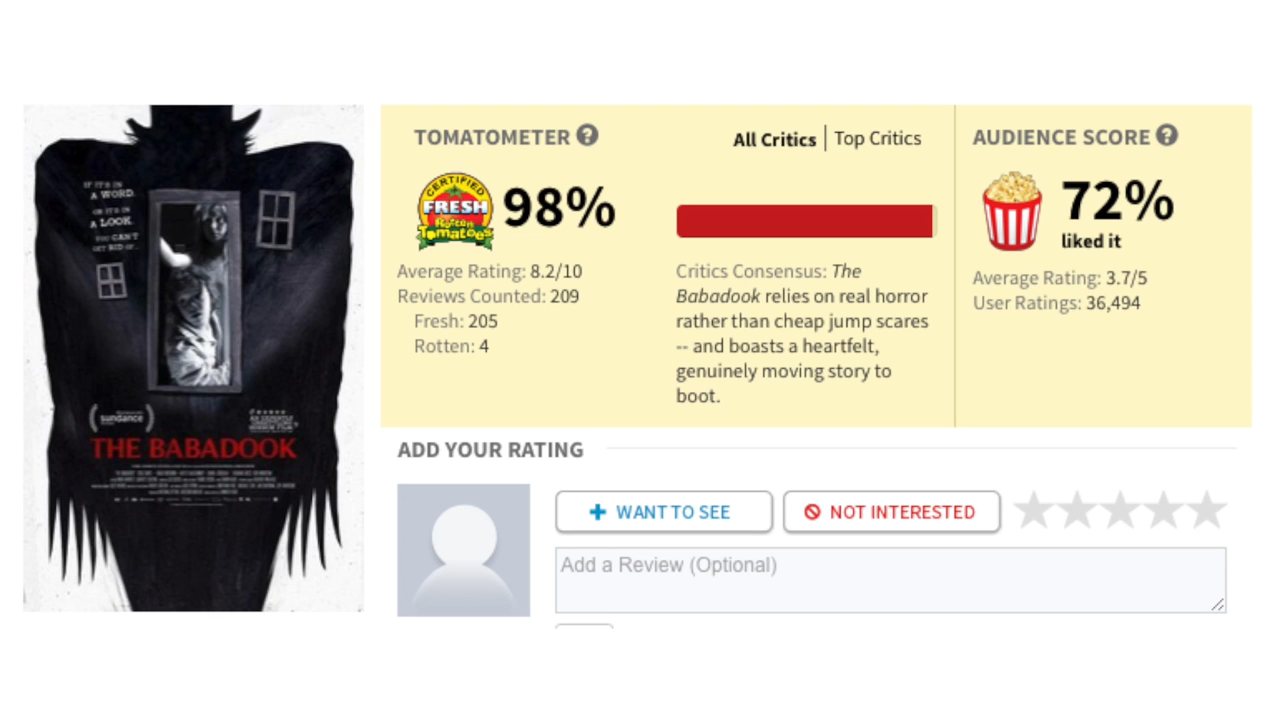 IF IT'S IN
A WORD.
OR IT'S IN
A LOOK.
YOU CAN'T
GET RID OF...
sundance
THE BABADOOK
TOMATOMETER ?
All Critics | Top Critics
CERTIFIED
FRESH
Rotten
Tomatoes
98%
Average Rating: 8.2/10
Reviews Counted: 209
Fresh: 205
Rotten: 4
Critics Consensus: The
Babadook relies on real horror
rather than cheap jump scares
-- and boasts a heartfelt,
genuinely moving story to
boot.
AUDIENCE SCORE ?
72%
liked it
Average Rating: 3.7/5
User Ratings: 36,494
ADD YOUR RATING
WANT TO SEE
NOT INTERESTED
Add a Review (Optional)